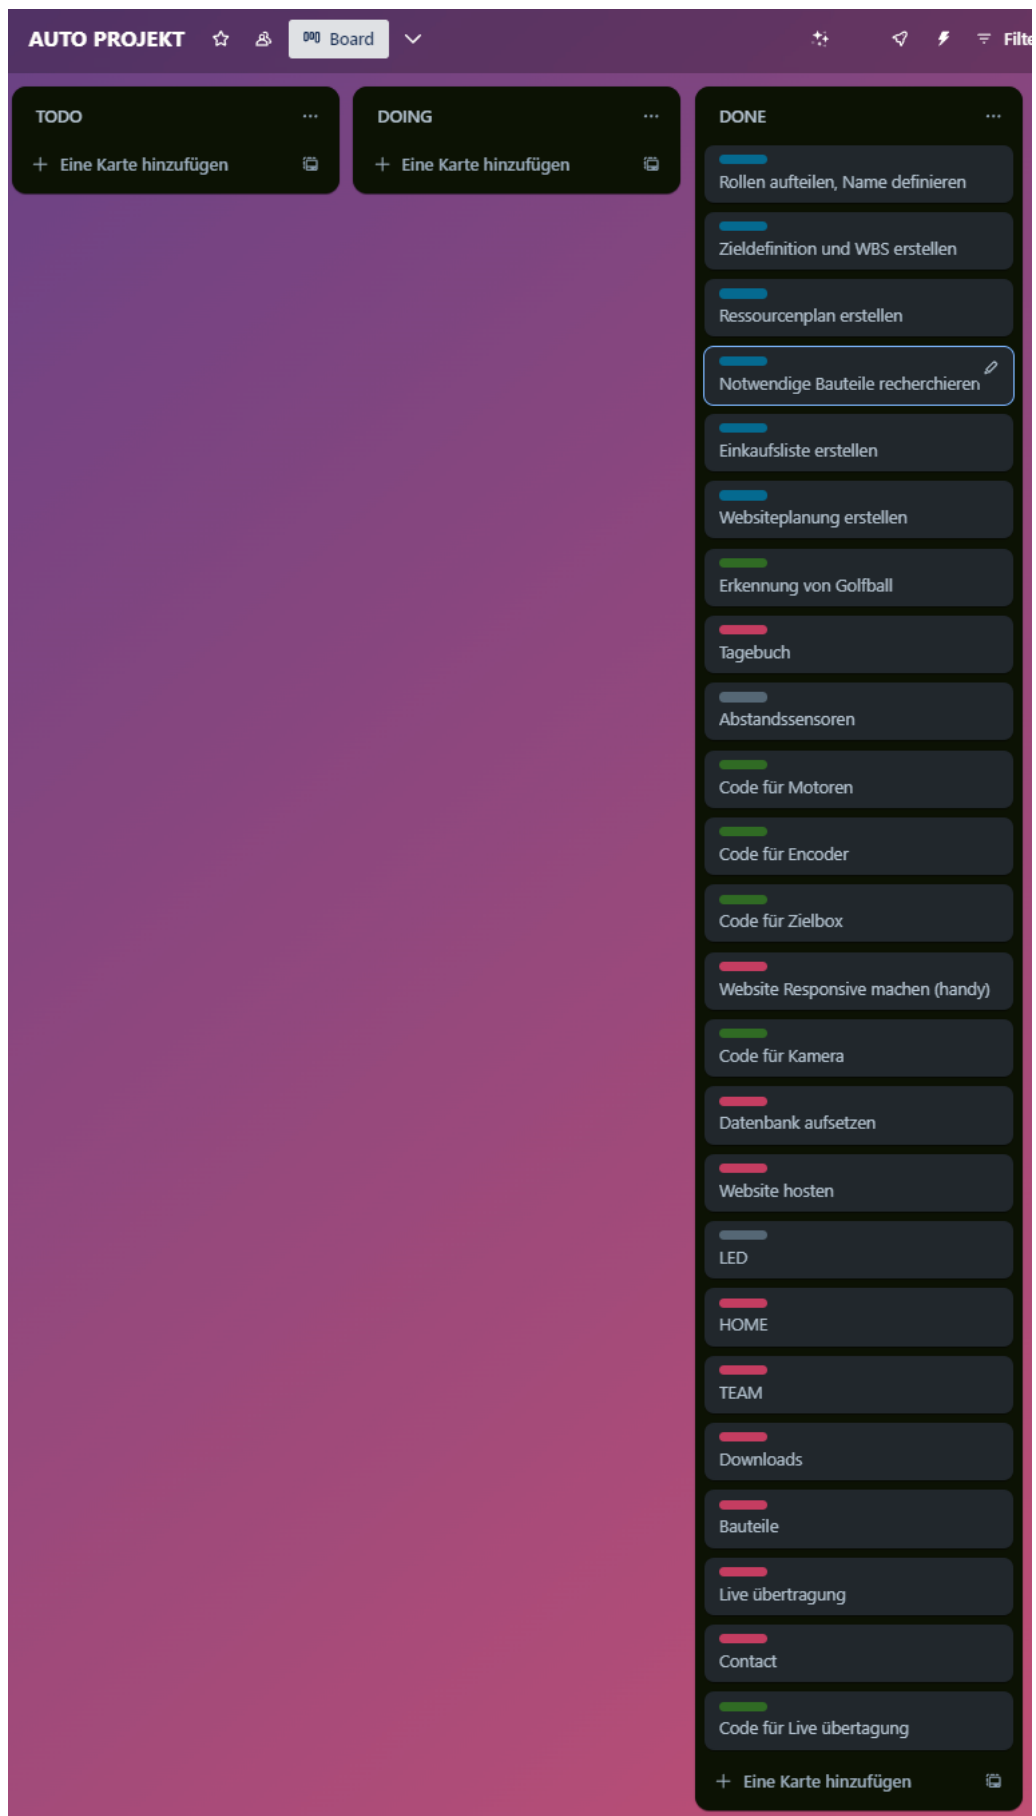 AUTO PROJEKT
Board
Filte
TODO
Eine Karte hinzufügen
DOING
Eine Karte hinzufügen
DONE
Rollen aufteilen, Name definieren
Zieldefinition und WBS erstellen
Ressourcenplan erstellen
Notwendige Bauteile recherchieren
Einkaufsliste erstellen
Websiteplanung erstellen
Erkennung von Golfball
Tagebuch
Abstandssensoren
Code für Motoren
Code für Encoder
Code für Zielbox
Website Responsive machen (handy)
Code für Kamera
Datenbank aufsetzen
Website hosten
LED
HOME
TEAM
Downloads
Bauteile
Live übertragung
Contact
Code für Live übertagung
Eine Karte hinzufügen